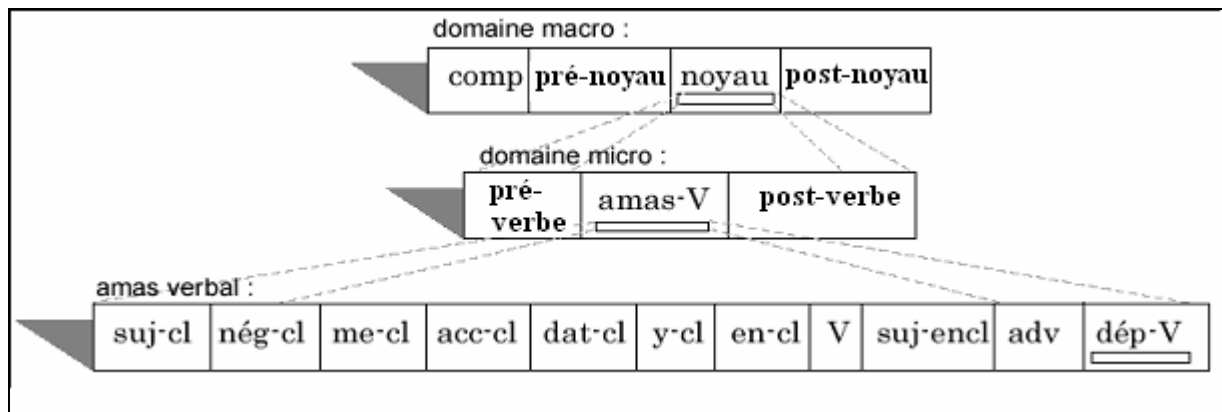 domaine macro :
comp pré-noyau noyau post-noyau
domaine micro :
pré-
verbe amas-V post-verbe
amas verbal :
suj-cl nég-cl me-cl acc-cl dat-cl y-cl en-cl V suj-encl adv dép-V